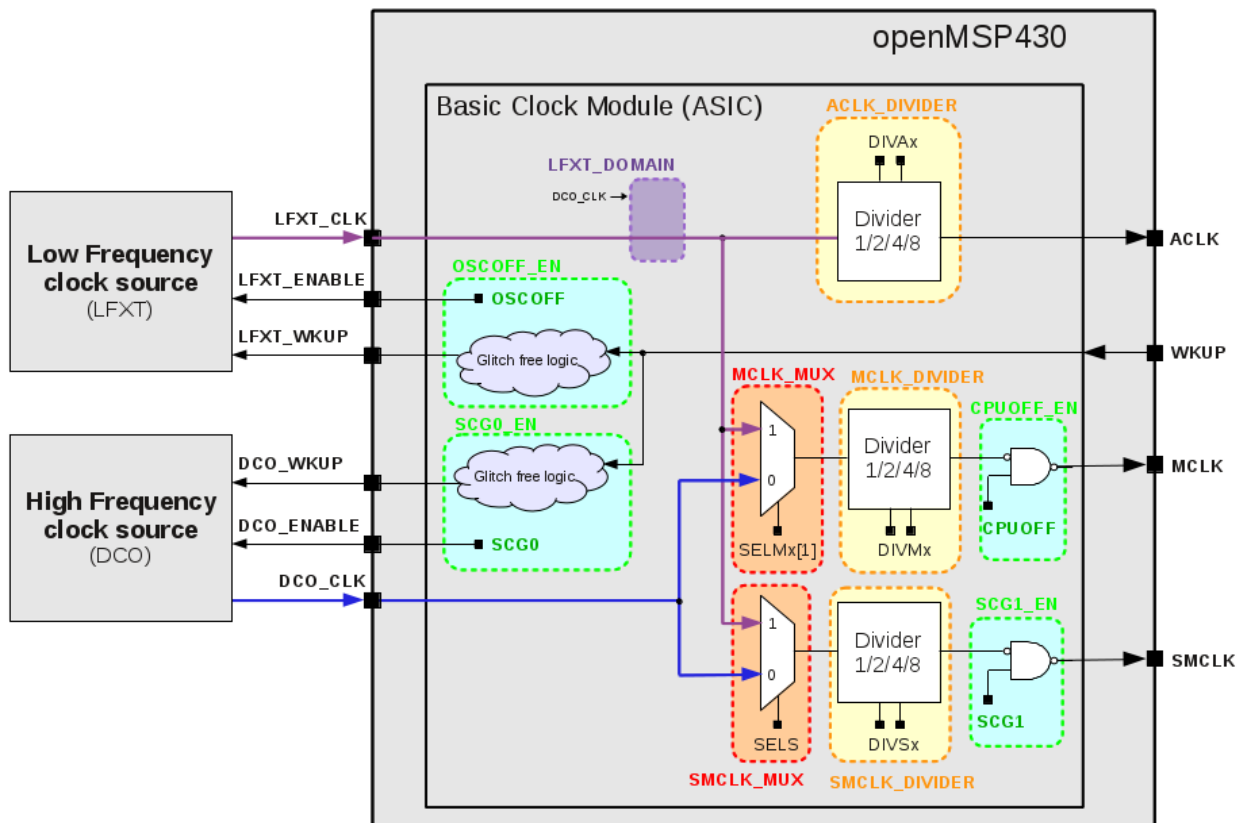 openMSP430
Basic Clock Module (ASIC)
ACLK_DIVIDER
DIVAx
LFXT_DOMAIN
DCO_CLK
LFXT_CLK
Divider
1/2/4/8
ACLK
Low Frequency
clock source
(LFXT)
OSCOFF_EN
LFXT_ENABLE
OSCOFF
LFXT_WKUP
Glitch free logic
WKUP
MCLK_MUX
MCLK_DIVIDER
CPUOFF_EN
SCG0_EN
1
Divider
1/2/4/8
DCO_WKUP
Glitch free logic
0
MCLK
High Frequency
clock source
(DCO)
DCO_ENABLE
SCG0
SELMx[1]
DIVMx
CPUOFF
DCO_CLK
SCG1_EN
1
Divider
1/2/4/8
0
SMCLK
SCG1
SELS
DIVSx
SMCLK_MUX
SMCLK_DIVIDER